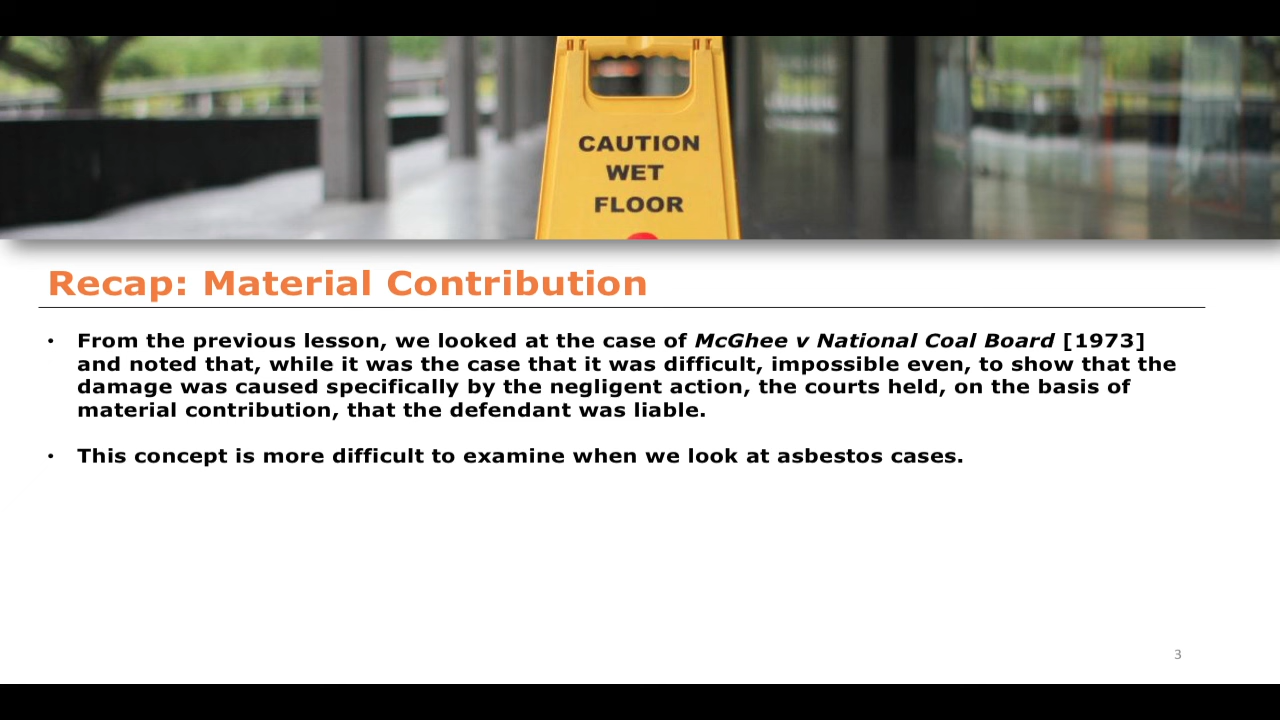 CAUTION
WET
FLOOR
Recap: Material Contribution
• From the previous lesson, we looked at the case of McGhee v National Coal Board [1973]
and noted that, while it was the case that it was difficult, impossible even, to show that the
damage was caused specifically by the negligent action, the courts held, on the basis of
material contribution, that the defendant was liable.
• This concept is more difficult to examine when we look at asbestos cases.
3